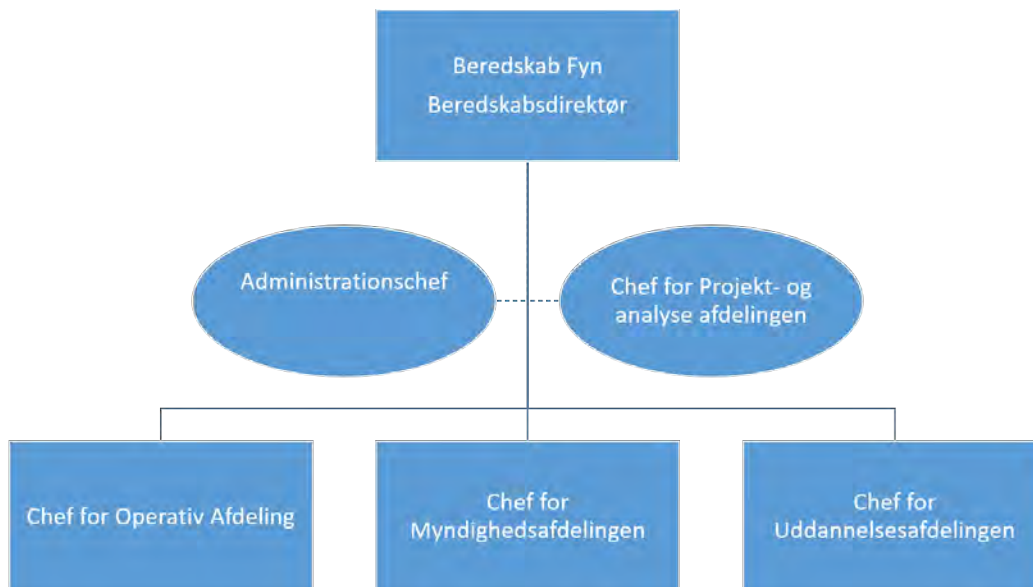 Beredskab Fyn
Beredskabsdirektør
Administrationschef
Chef for Projekt- og
analyse afdelingen
Chef for Operativ Afdeling
Chef for
Myndighedsafdelingen
Chef for
Uddannelsesafdelingen